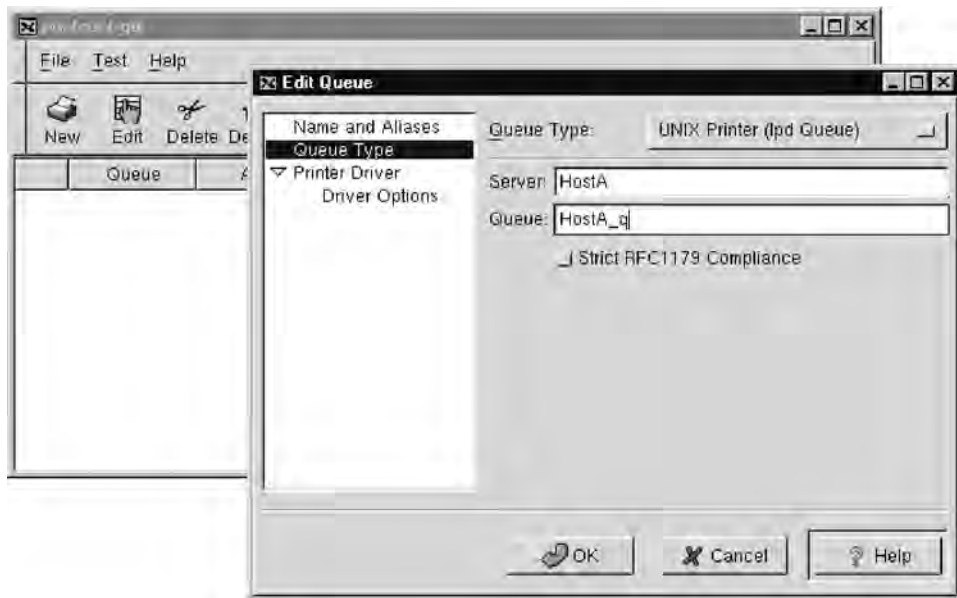 File Test Help
New Edit Delete De
Queue
Edit Queue
Name and Aliases
Queue Type
Printer Driver
Driver Options
Queue Type: UNIX Printer (lpd Queue)
Server: HostA
Queue: HostA_q
Strict RFC1179 Compliance
OK Cancel Help